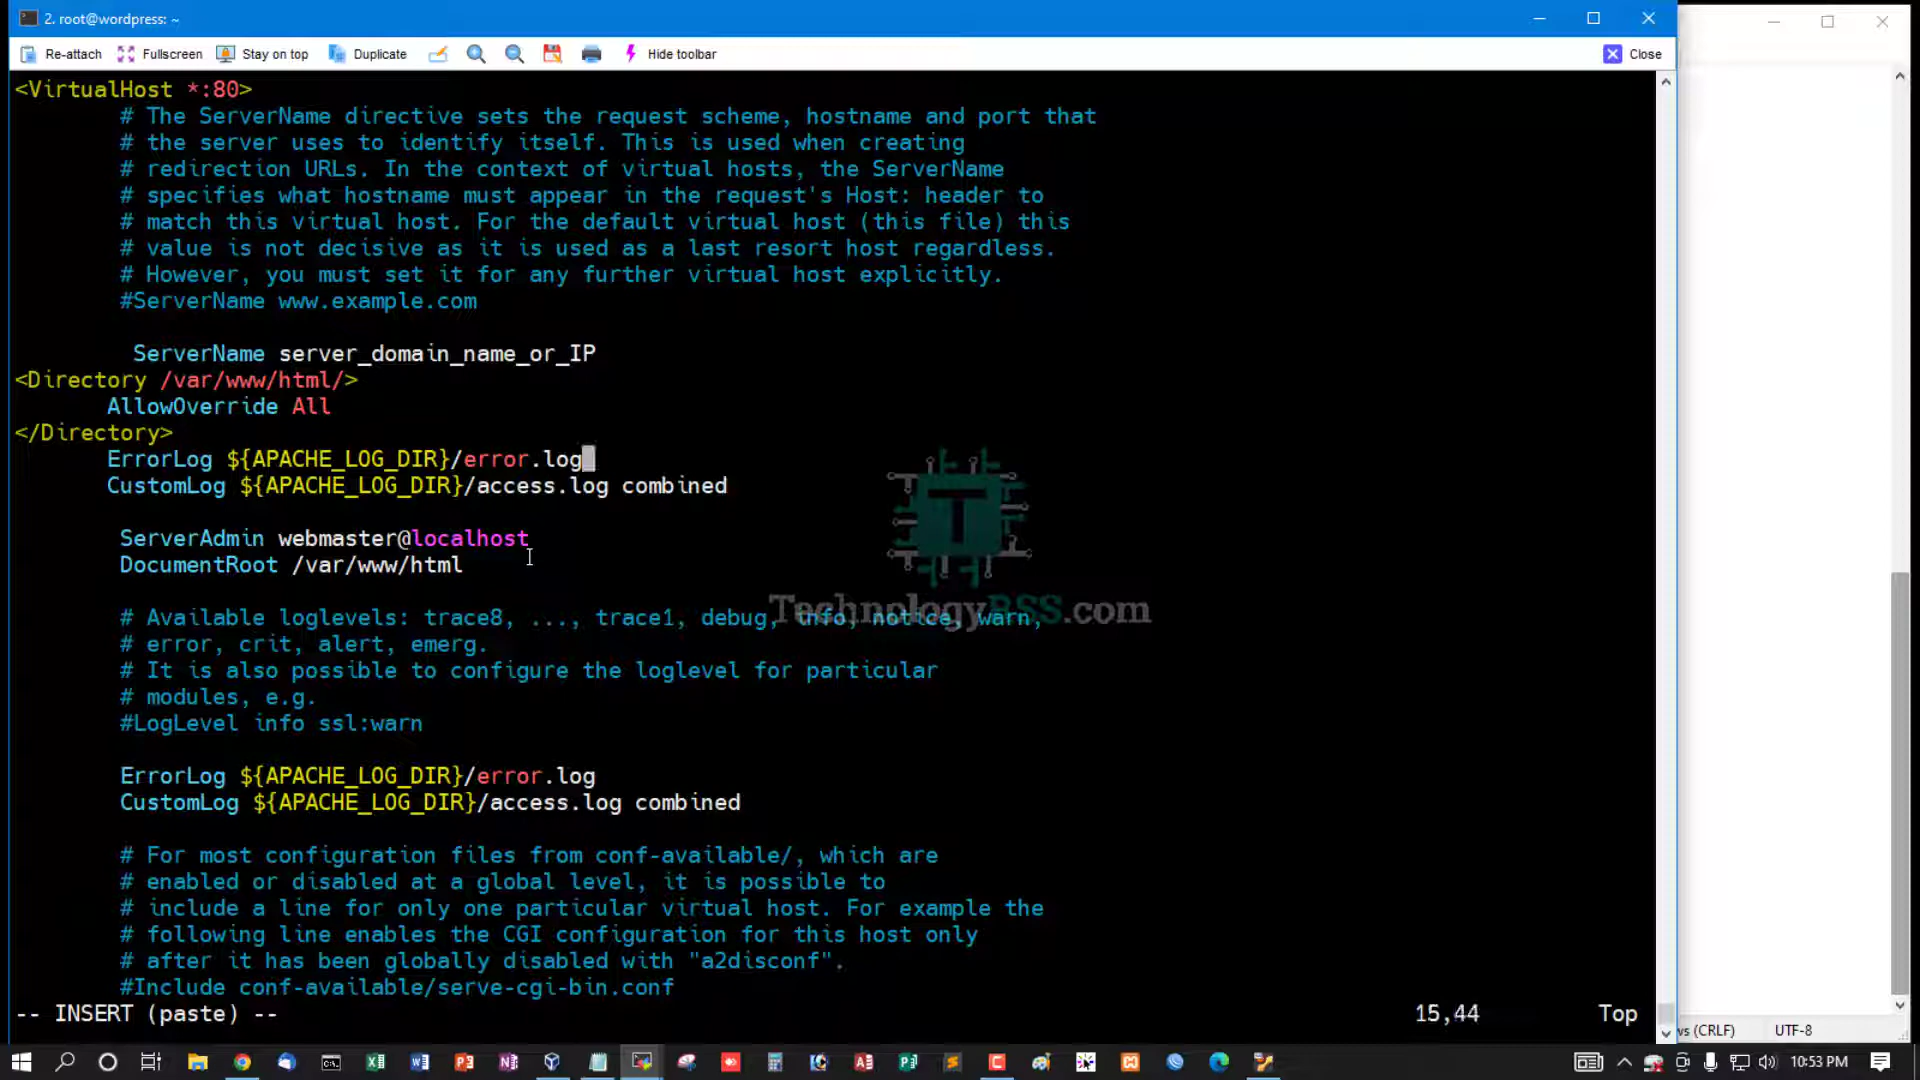 2. root@wordpress: ~
Re-attach Fullscreen Stay on top Duplicate Hide toolbar Close
<VirtualHost *:80>
# The ServerName directive sets the request scheme, hostname and port that
# the server uses to identify itself. This is used when creating
# redirection URLs. In the context of virtual hosts, the ServerName
# specifies what hostname must appear in the request's Host: header to
# match this virtual host. For the default virtual host (this file) this
# value is not decisive as it is used as a last resort host regardless.
# However, you must set it for any further virtual host explicitly.
#ServerName www.example.com
ServerName server_domain_name_or_IP
<Directory /var/www/html/>
AllowOverride All
</Directory>
ErrorLog ${APACHE_LOG_DIR}/error.log
CustomLog ${APACHE_LOG_DIR}/access.log combined
ServerAdmin webmaster@localhost
DocumentRoot /var/www/html
TechnologyRSS.com
# Available loglevels: trace8, ..., trace1, debug, info, notice, warn,
# error, crit, alert, emerg.
# It is also possible to configure the loglevel for particular
# modules, e.g.
#LogLevel info ssl:warn
ErrorLog ${APACHE_LOG_DIR}/error.log
CustomLog ${APACHE_LOG_DIR}/access.log combined
# For most configuration files from conf-available/, which are
# enabled or disabled at a global level, it is possible to
# include a line for only one particular virtual host. For example the
# following line enables the CGI configuration for this host only
# after it has been globally disabled with "a2disconf".
#Include conf-available/serve-cgi-bin.conf
-- INSERT (paste) -- 15,44 Top
ws (CRLF) UTF-8
10:53 PM